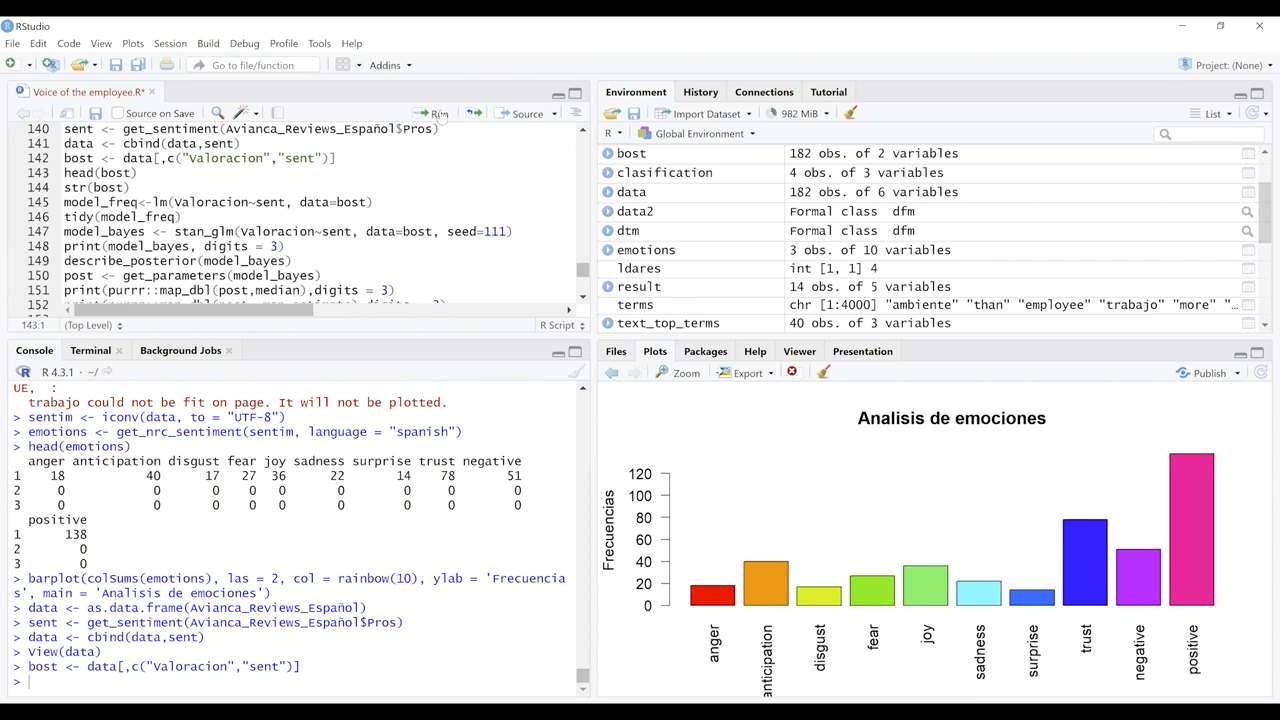 RStudio
File Edit Code View Plots Session Build Debug Profile Tools Help
Go to file/function Addins Project: (None)
Voice of the employee.R*
Source on Save Run Source
140 sent <- get_sentiment(Avianca_Reviews_Español$Pros)
141 data <- cbind(data,sent)
142 bost <- data[,c("Valoracion","sent")]
143 head(bost)
144 str(bost)
145 model_freq<-lm(Valoracion~sent, data=bost)
146 tidy(model_freq)
147 model_bayes <- stan_glm(Valoracion~sent, data=bost, seed=111)
148 print(model_bayes, digits = 3)
149 describe_posterior(model_bayes)
150 post <- get_parameters(model_bayes)
151 print(purrr::map_dbl(post,median),digits = 3)
152
143:1 (Top Level) R Script
Console Terminal Background Jobs
R 4.3.1 · ~/
UE, :
trabajo could not be fit on page. It will not be plotted.
> sentim <- iconv(data, to = "UTF-8")
> emotions <- get_nrc_sentiment(sentim, language = "spanish")
> head(emotions)
anger anticipation disgust fear joy sadness surprise trust negative
1 18 40 17 27 36 22 14 78 51
2 0 0 0 0 0 0 0 0 0
3 0 0 0 0 0 0 0 0 0
positive
1 138
2 0
3 0
> barplot(colSums(emotions), las = 2, col = rainbow(10), ylab = 'Frecuencia
s', main = 'Analisis de emociones')
> data <- as.data.frame(Avianca_Reviews_Español)
> sent <- get_sentiment(Avianca_Reviews_Español$Pros)
> data <- cbind(data,sent)
> View(data)
> bost <- data[,c("Valoracion","sent")]
>
Environment History Connections Tutorial
Import Dataset 982 MiB List
R Global Environment
bost 182 obs. of 2 variables
clasification 4 obs. of 3 variables
data 182 obs. of 6 variables
data2 Formal class dfm
dtm Formal class dfm
emotions 3 obs. of 10 variables
ldares int [1, 1] 4
result 14 obs. of 5 variables
terms chr [1:4000] "ambiente" "than" "employee" "trabajo" "more" "…
text_top_terms 40 obs. of 3 variables
Files Plots Packages Help Viewer Presentation
Zoom Export Publish
Analisis de emociones
Frecuencias
120
100
80
60
40
20
0
anger
anticipation
disgust
fear
joy
sadness
surprise
trust
negative
positive